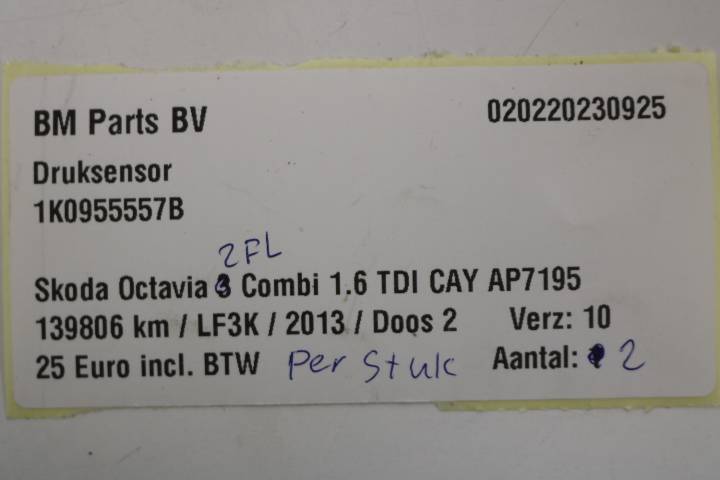 BM Parts BV 020220230925
Druksensor
1K0955557B
2FL
Skoda Octavia 3 Combi 1.6 TDI CAY AP7195
139806 km / LF3K / 2013 / Doos 2 Verz: 10
25 Euro incl. BTW Per Stuk Aantal: 1 2